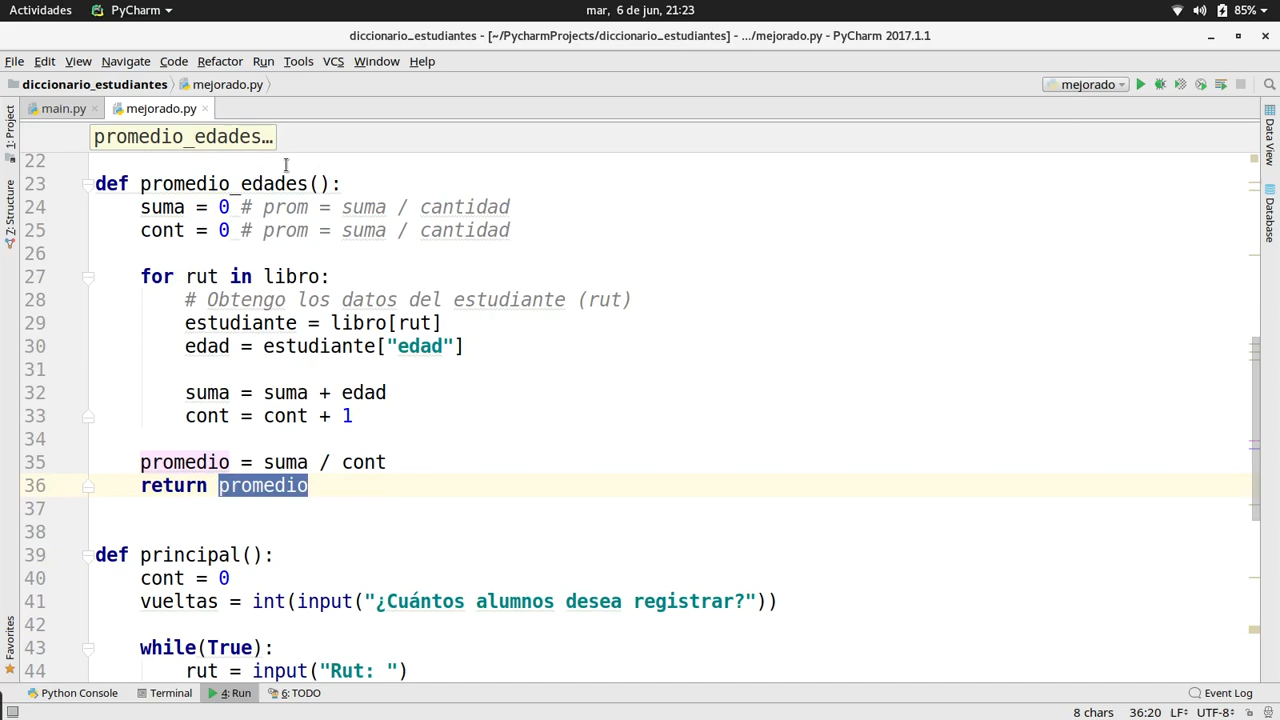 Actividades PyCharm mar, 6 de jun, 21:23 85%
diccionario_estudiantes - [~/PycharmProjects/diccionario_estudiantes] - .../mejorado.py - PyCharm 2017.1.1
File Edit View Navigate Code Refactor Run Tools VCS Window Help
diccionario_estudiantes mejorado.py mejorado
main.py mejorado.py
promedio_edades…
22
23 def promedio_edades():
24 suma = 0 # prom = suma / cantidad
25 cont = 0 # prom = suma / cantidad
26
27 for rut in libro:
28 # Obtengo los datos del estudiante (rut)
29 estudiante = libro[rut]
30 edad = estudiante["edad"]
31
32 suma = suma + edad
33 cont = cont + 1
34
35 promedio = suma / cont
36 return promedio
37
38
39 def principal():
40 cont = 0
41 vueltas = int(input("¿Cuántos alumnos desea registrar?"))
42
43 while(True):
44 rut = input("Rut: ")
1: Project
7: Structure
Favorites
Data View
Database
Python Console Terminal 4: Run 6: TODO Event Log
8 chars 36:20 LF UTF-8